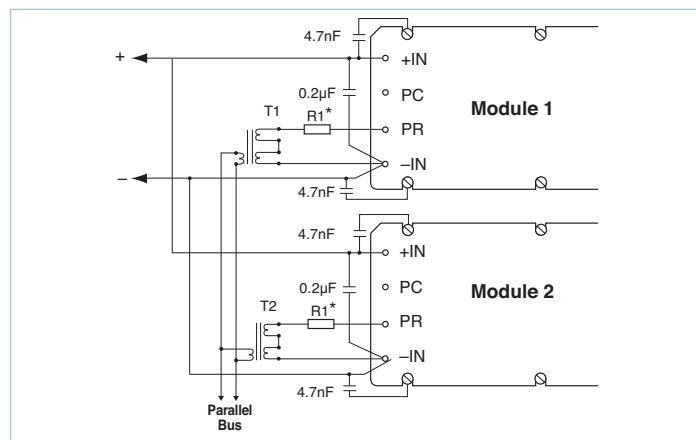 4.7nF
+
+IN
0.2µF
PC
Module 1
T1
R1*
PR
–IN
–
4.7nF
4.7nF
+IN
0.2µF
PC
Module 2
T2
R1*
PR
–IN
4.7nF
Parallel
Bus